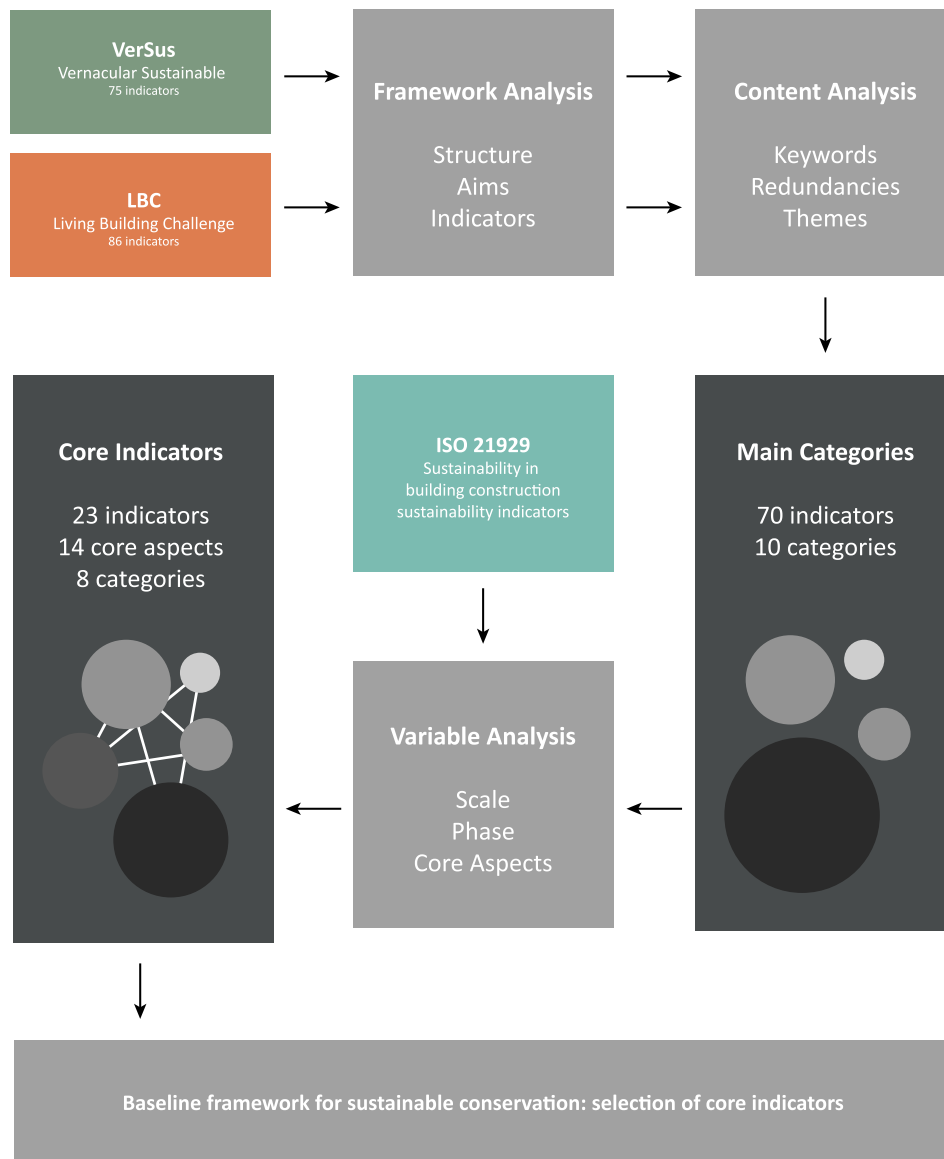 VerSus
Vernacular Sustainable
75 indicators
LBC
Living Building Challenge
86 indicators
Framework Analysis
Structure
Aims
Indicators
Content Analysis
Keywords
Redundancies
Themes
Main Categories
70 indicators
10 categories
ISO 21929
Sustainability in
building construction
sustainability indicators
Variable Analysis
Scale
Phase
Core Aspects
Core Indicators
23 indicators
14 core aspects
8 categories
Baseline framework for sustainable conservation: selection of core indicators